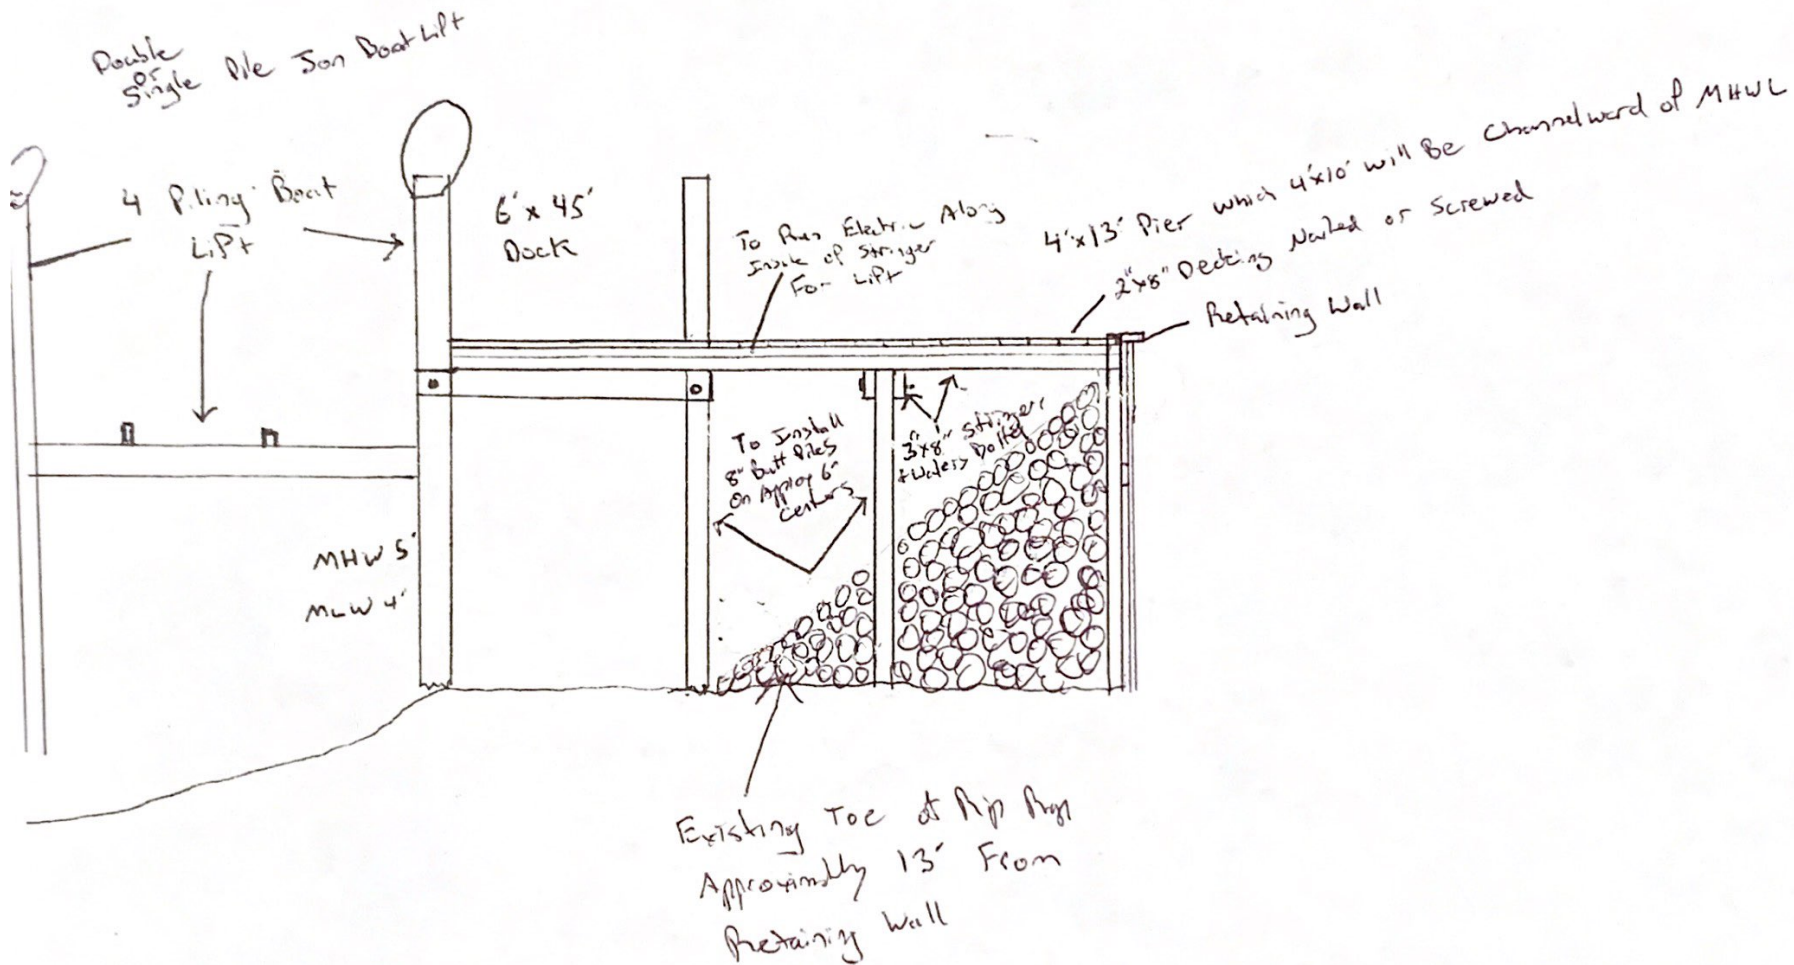 Double
or
Single Pile Jon Boat Lift
4 Piling Boat
Lift
6'x 45'
Dock
To Run Electric Along
Inside of Stringer
For Lift
4'x13' Pier which 4'x10' will Be Channelward of MHWL
2"x8" Decking Nailed or Screwed
Retaining Wall
To Install
8" Butt Piles
On Approx 6"
Centers
3"x8" Stringers
+ Walers Bolted
MHW 5'
MLW 4'
Existing Toe of Rip Rap
Approximatly 13' From
Retaining Wall